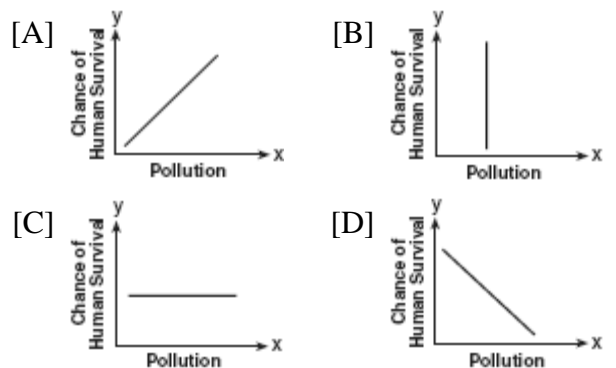 [A]
y
Chance of
Human Survival
x
Pollution
[B]
y
Chance of
Human Survival
x
Pollution
[C]
y
Chance of
Human Survival
x
Pollution
[D]
y
Chance of
Human Survival
x
Pollution